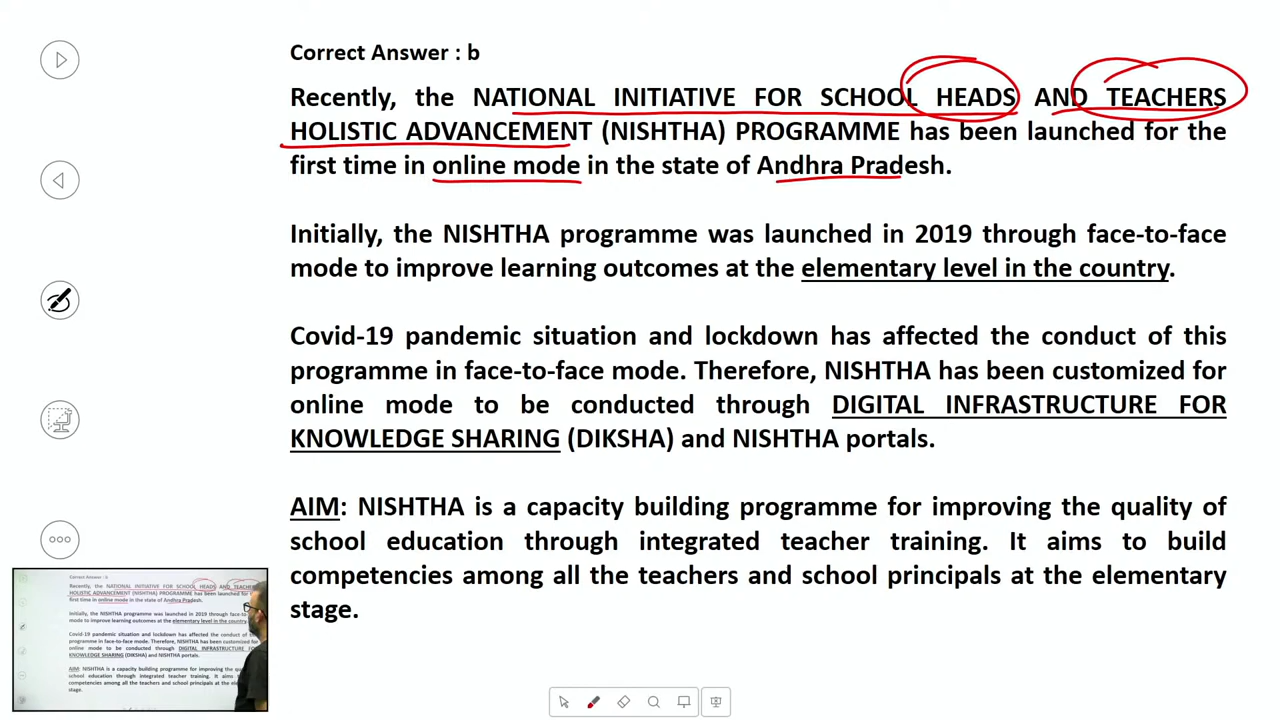 Correct Answer : b
Recently, the NATIONAL INITIATIVE FOR SCHOOL HEADS AND TEACHERS
HOLISTIC ADVANCEMENT (NISHTHA) PROGRAMME has been launched for the
first time in online mode in the state of Andhra Pradesh.
Initially, the NISHTHA programme was launched in 2019 through face-to-face
mode to improve learning outcomes at the elementary level in the country.
Covid-19 pandemic situation and lockdown has affected the conduct of this
programme in face-to-face mode. Therefore, NISHTHA has been customized for
online mode to be conducted through DIGITAL INFRASTRUCTURE FOR
KNOWLEDGE SHARING (DIKSHA) and NISHTHA portals.
AIM: NISHTHA is a capacity building programme for improving the quality of
school education through integrated teacher training. It aims to build
competencies among all the teachers and school principals at the elementary
stage.